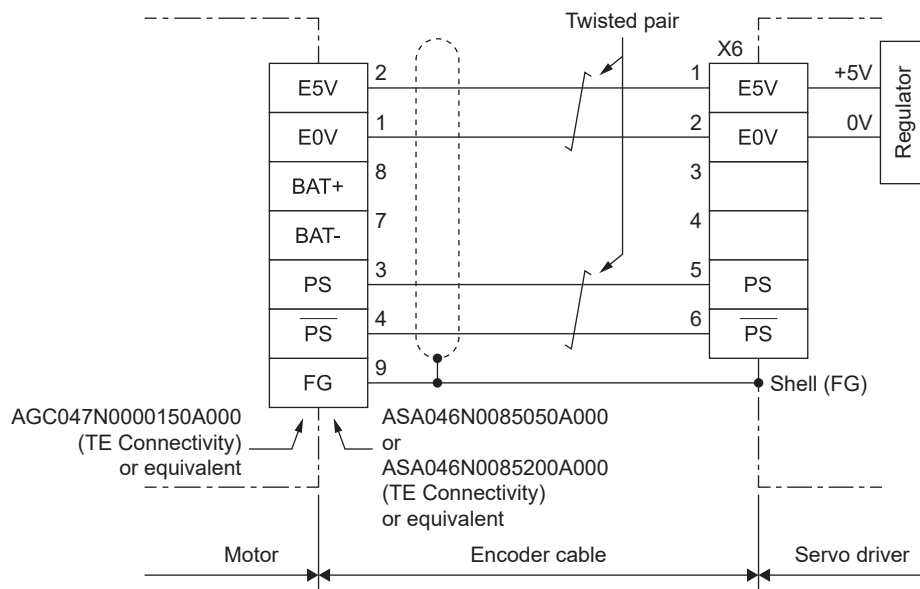 Twisted pair
X6
E5V 2 1 E5V +5V
E0V 1 2 E0V 0V
Regulator
BAT+ 8 3
BAT- 7 4
PS 3 5 PS
P̅S̅ 4 6 P̅S̅
FG 9 Shell (FG)
AGC047N0000150A000
(TE Connectivity)
or equivalent
ASA046N0085050A000
or
ASA046N0085200A000
(TE Connectivity)
or equivalent
Motor Encoder cable Servo driver